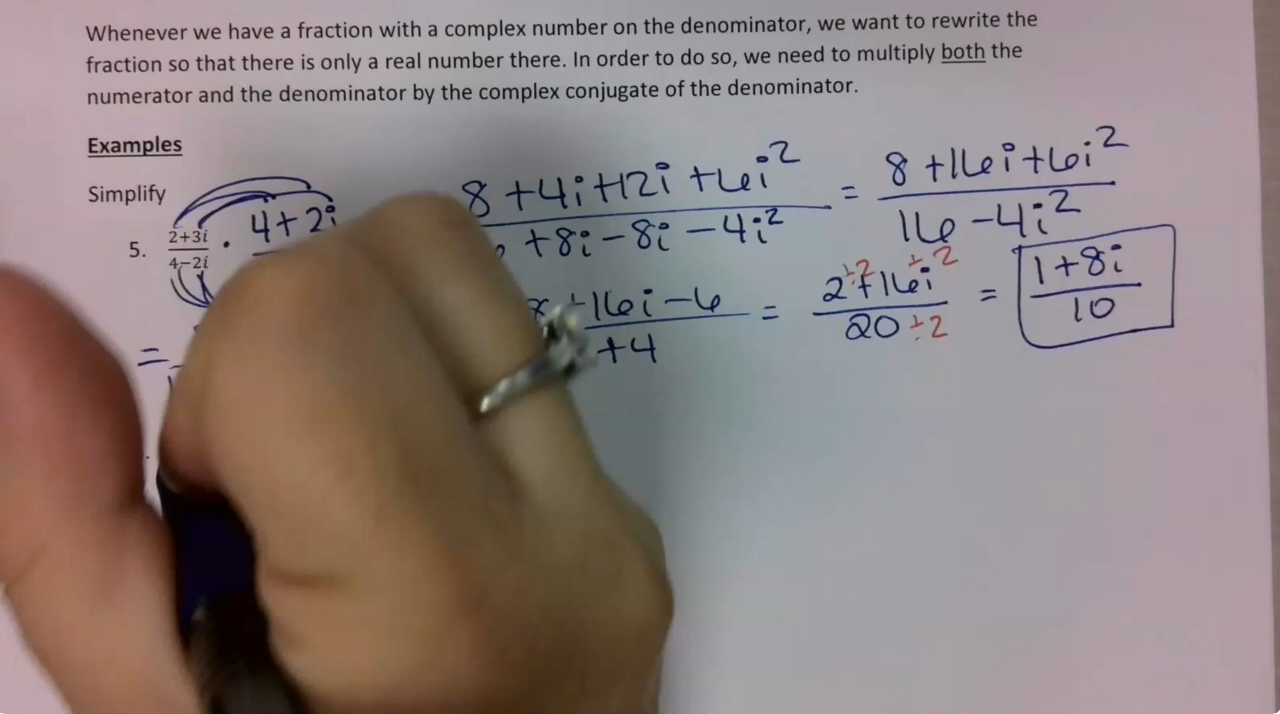 Whenever we have a fraction with a complex number on the denominator, we want to rewrite the
fraction so that there is only a real number there. In order to do so, we need to multiply both the
numerator and the denominator by the complex conjugate of the denominator.
Examples
Simplify
5. (2+3i)/(4−2i) · 4+2i
8+4i+12i+6i² / +8i−8i−4i² = (8+16i+6i²)/(16−4i²)
= +16i−6 / +4 = (2+16i)/20 ÷2 ÷2 ÷2 = (1+8i)/10